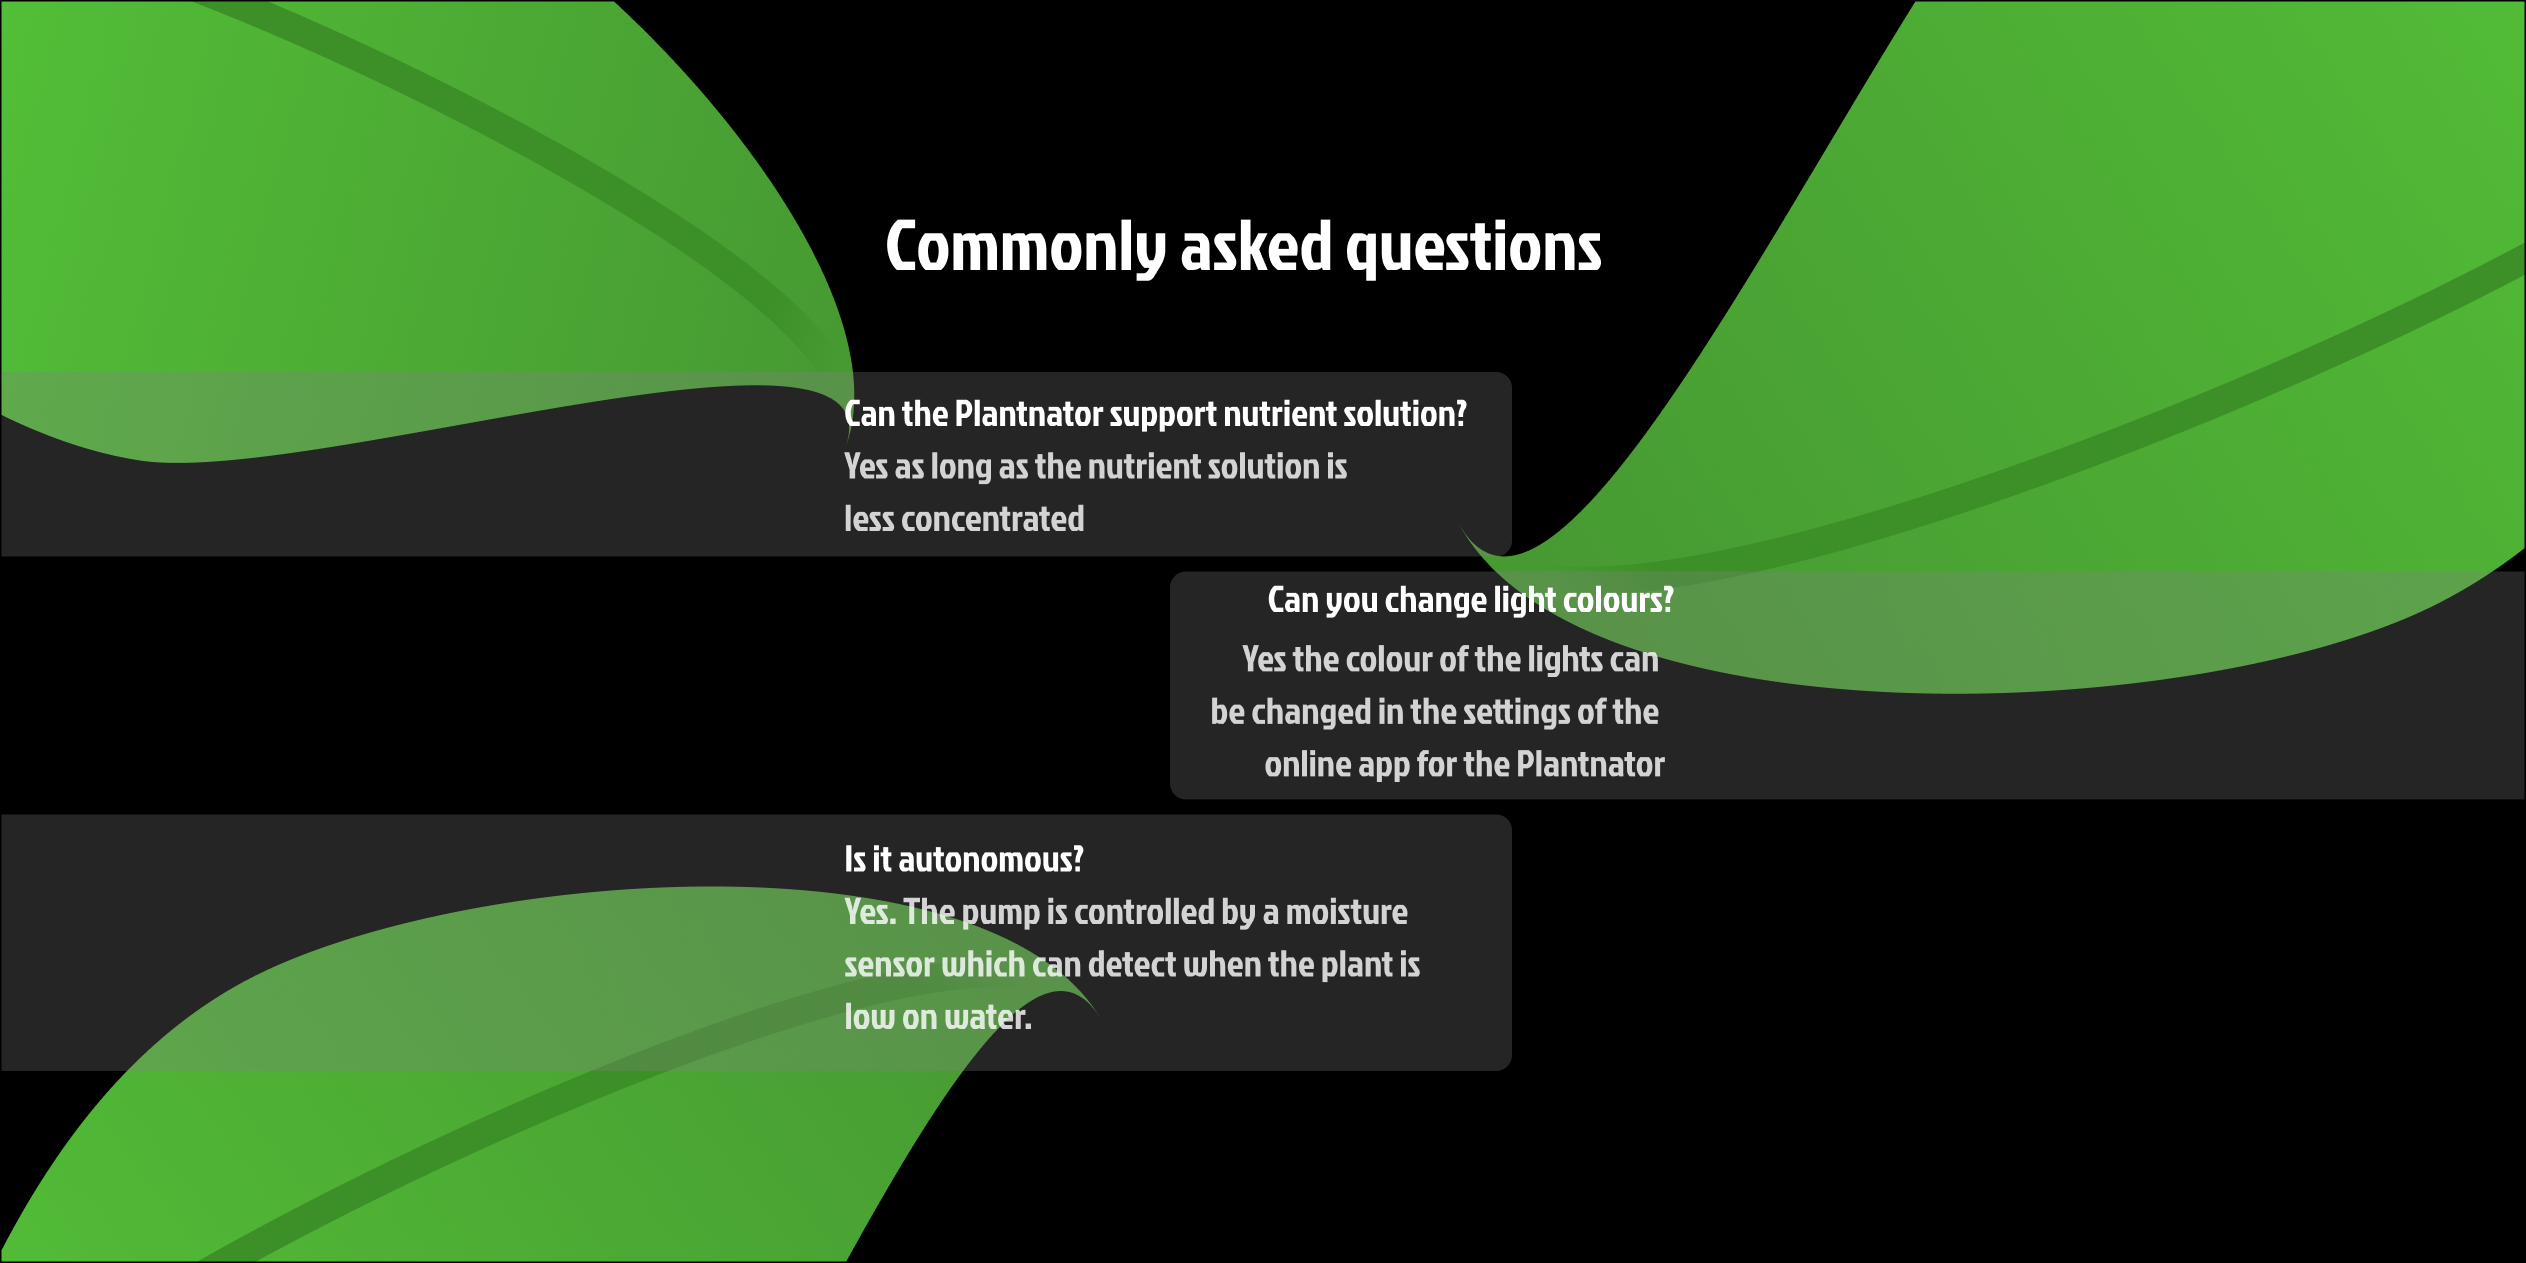 Commonly asked questions
Can the Plantnator support nutrient solution?
Yes as long as the nutrient solution is
less concentrated
Can you change light colours?
Yes the colour of the lights can
be changed in the settings of the
online app for the Plantnator
Is it autonomous?
Yes. The pump is controlled by a moisture
sensor which can detect when the plant is
low on water.